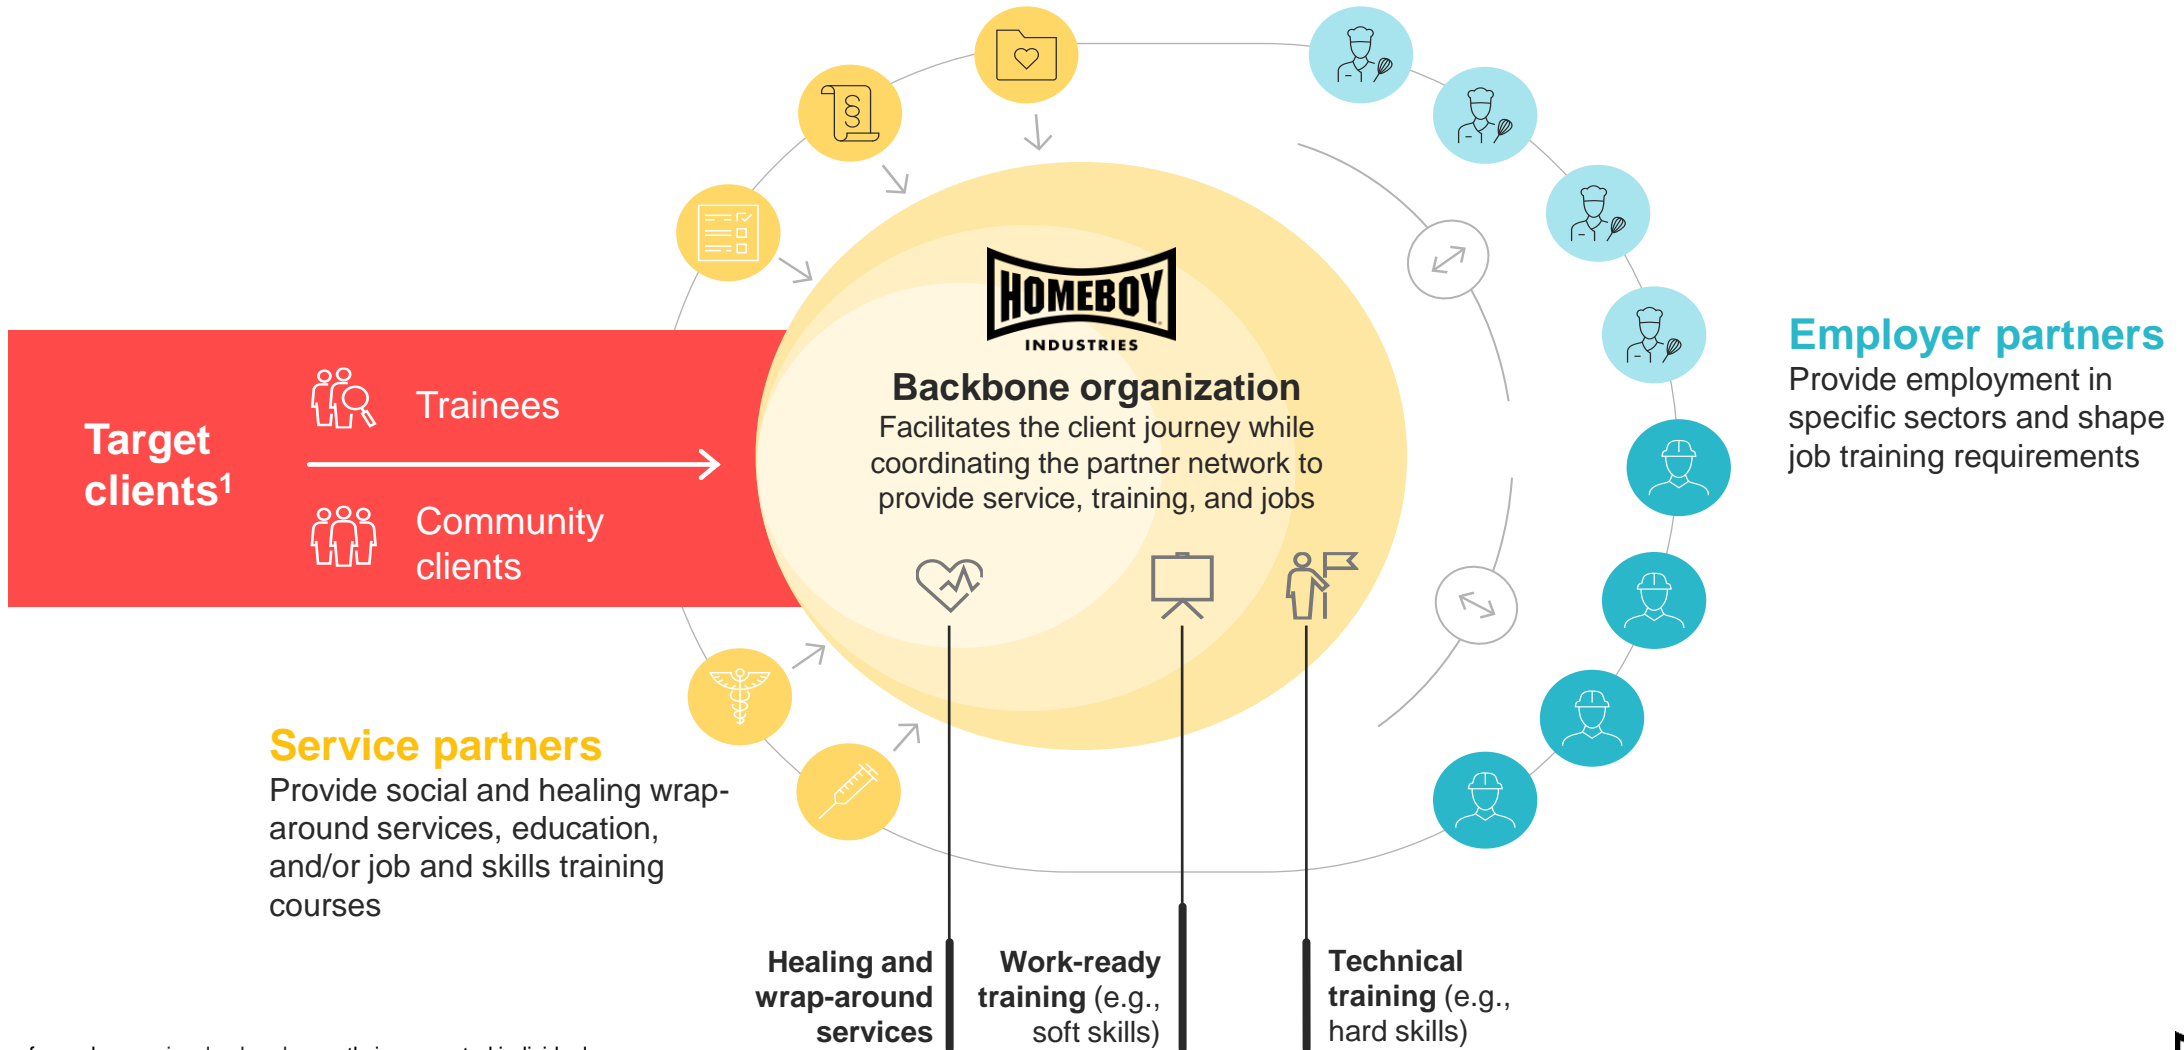 HOMEBOY
INDUSTRIES
Backbone organization
Facilitates the client journey while
coordinating the partner network to
provide service, training, and jobs
Target
clients¹
Trainees
Community
clients
Employer partners
Provide employment in
specific sectors and shape
job training requirements
Service partners
Provide social and healing wrap-
around services, education,
and/or job and skills training
courses
Healing and
wrap-around
services
Work-ready
training (e.g.,
soft skills)
Technical
training (e.g.,
hard skills)